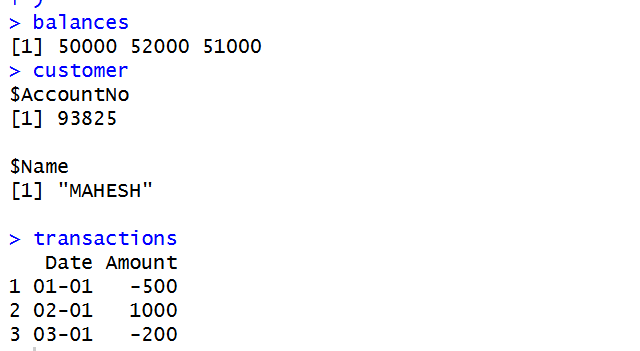 > balances
[1] 50000 52000 51000
> customer
$AccountNo
[1] 93825
$Name
[1] "MAHESH"
> transactions
Date Amount
1 01-01 -500
2 02-01 1000
3 03-01 -200